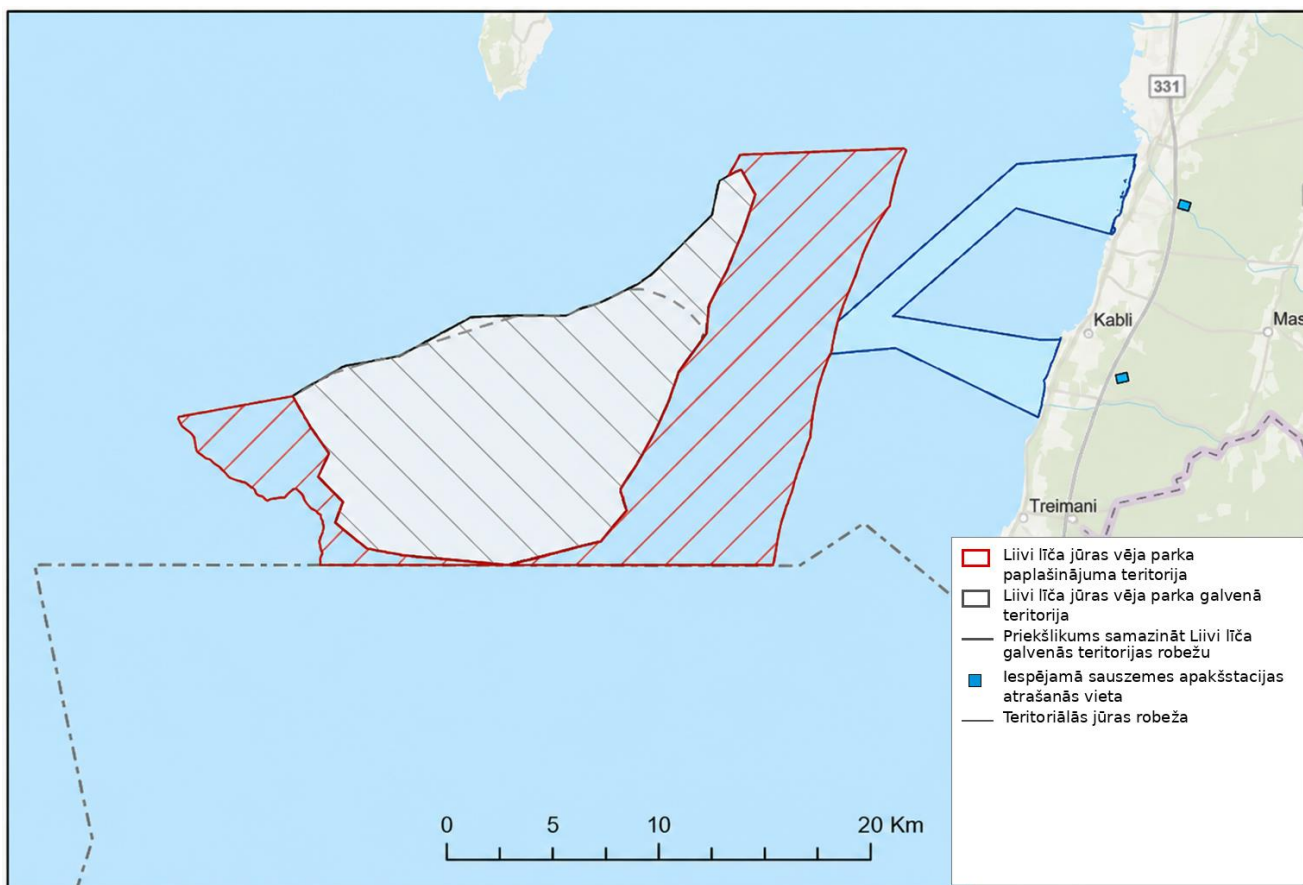 331
Kabli
Mas
Treimani
Liivi līča jūras vēja parka
paplašinājuma teritorija
Liivi līča jūras vēja parka galvenā
teritorija
Priekšlikums samazināt Liivi līča
galvenās teritorijas robežu
Iespējamā sauszemes apakšstacijas
atrašanās vieta
Teritoriālās jūras robeža
0 5 10 20 Km